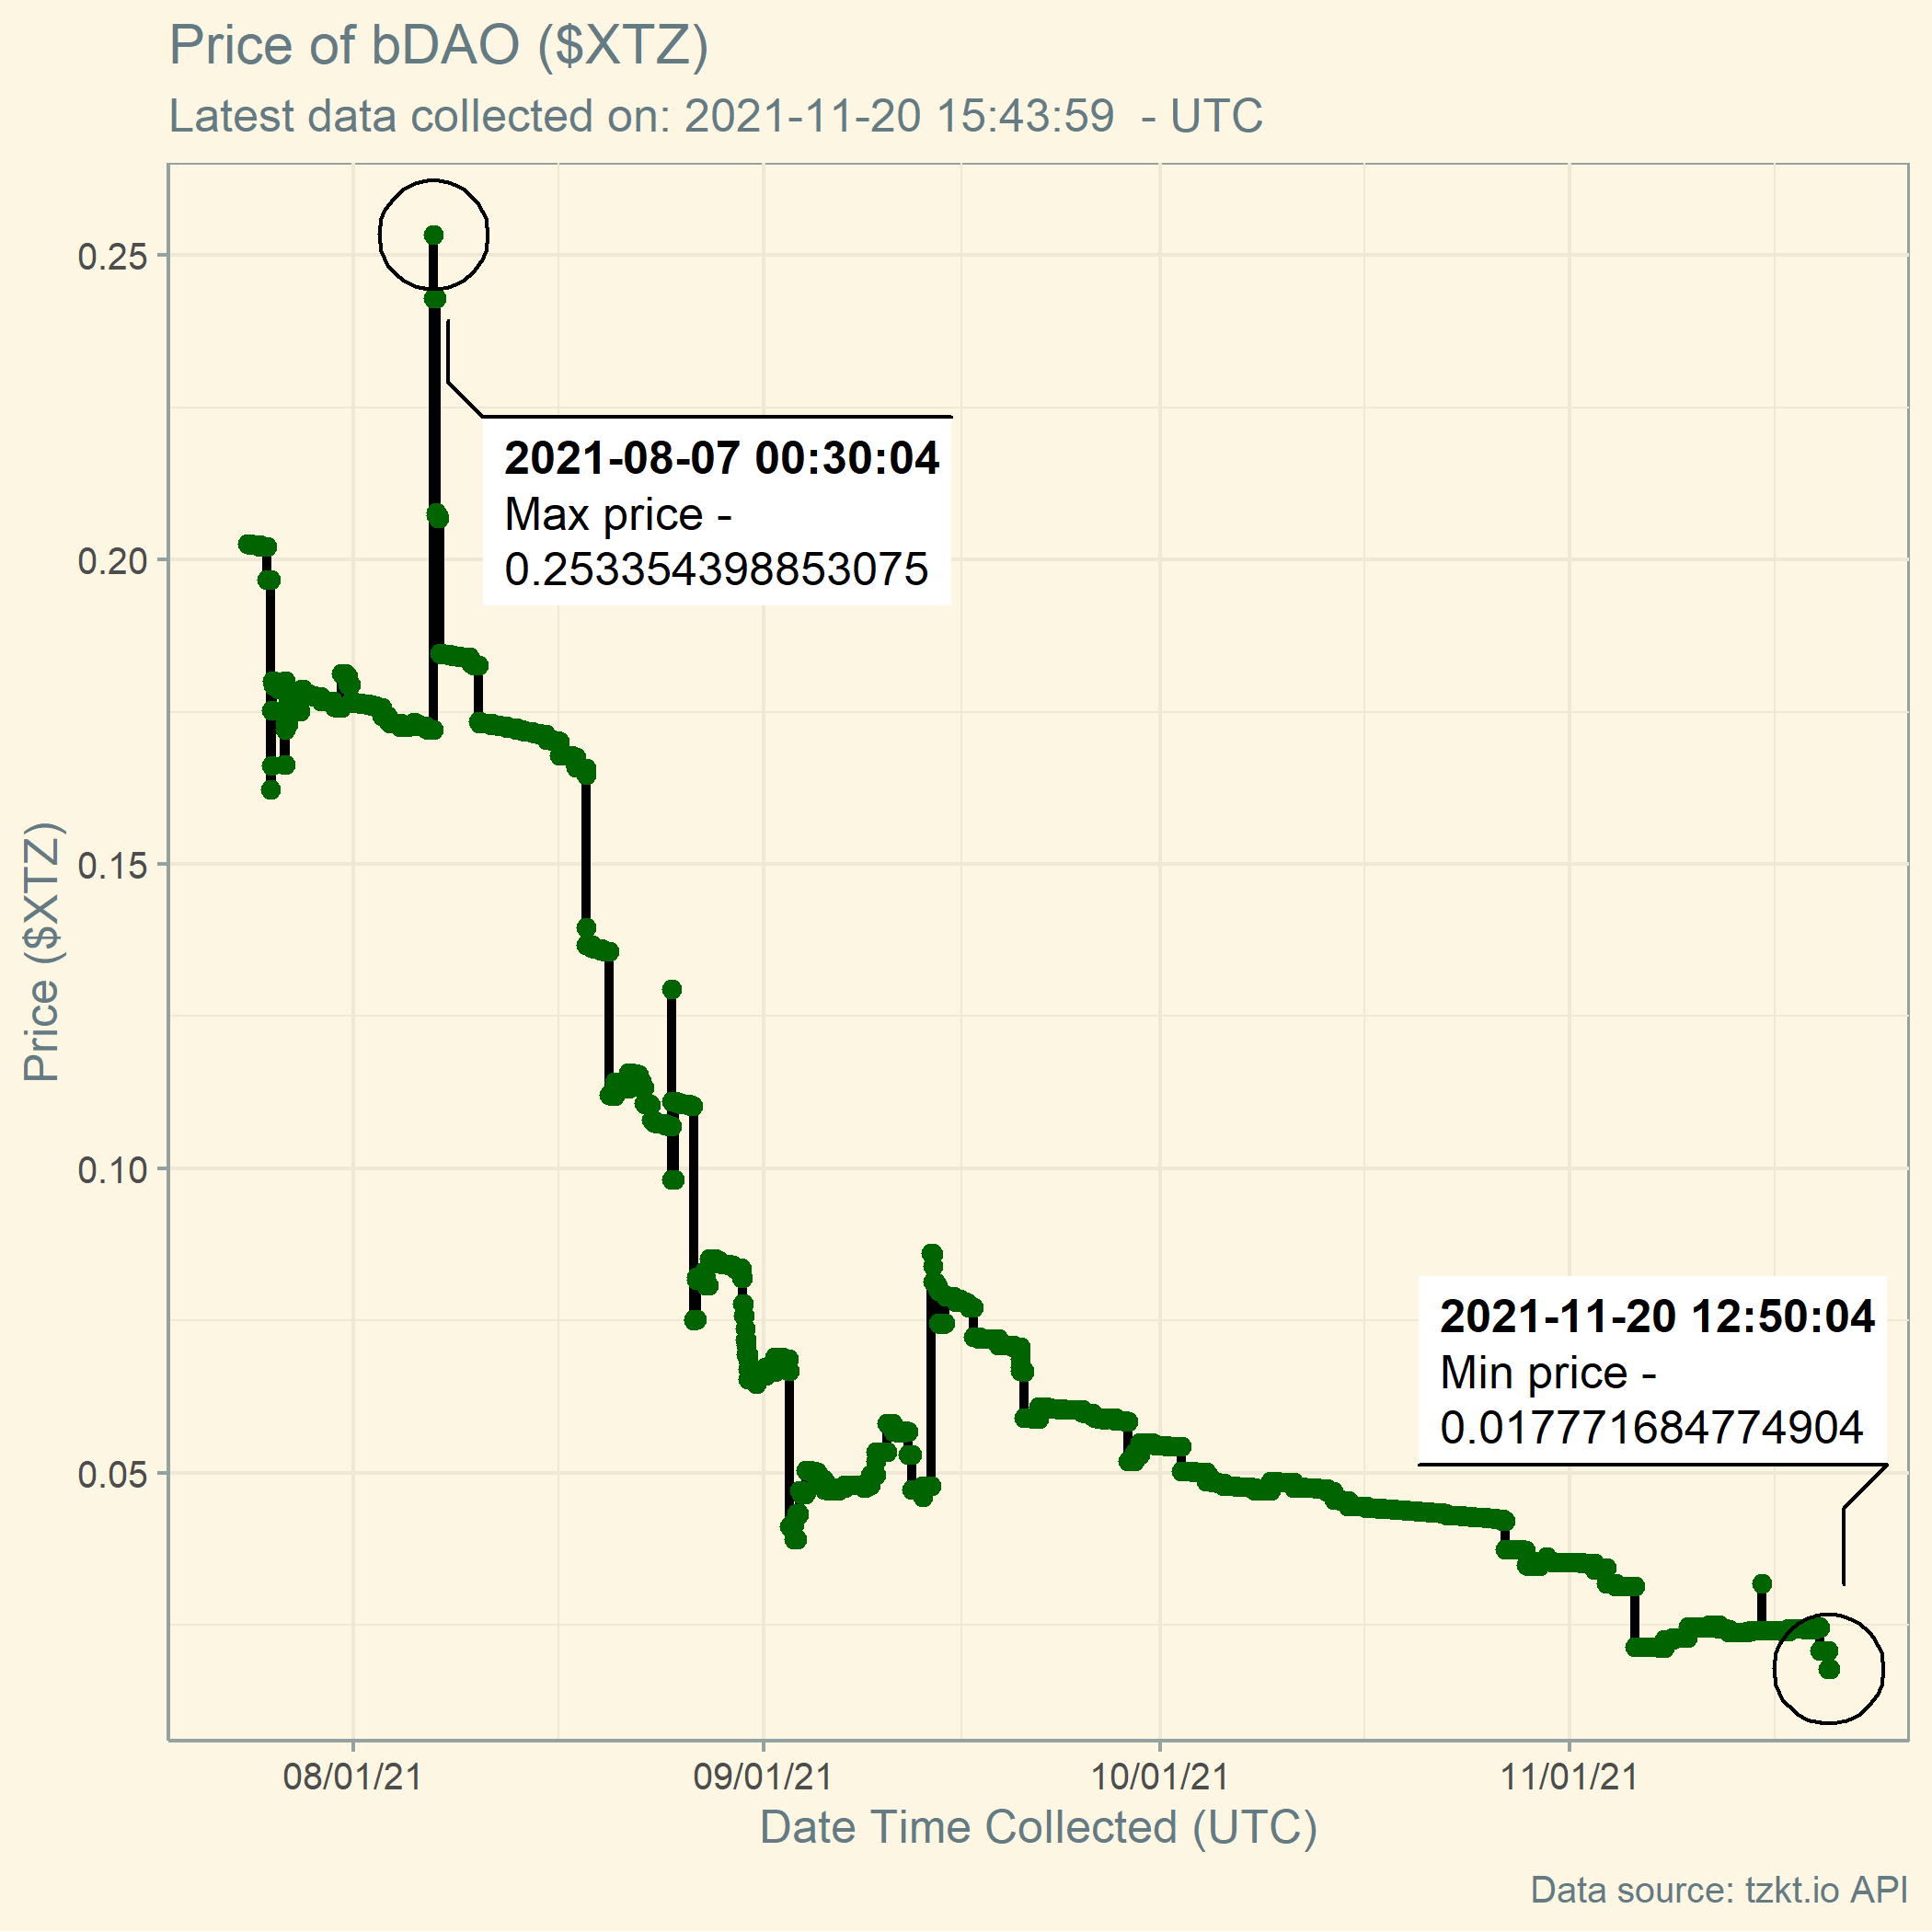 Price of bDAO ($XTZ)
Latest data collected on: 2021-11-20 15:43:59  - UTC
0.25
0.20
0.15
0.10
0.05
Price ($XTZ)
2021-08-07 00:30:04
Max price -
0.253354398853075
2021-11-20 12:50:04
Min price -
0.0177716847749​04
08/01/21
09/01/21
10/01/21
11/01/21
Date Time Collected (UTC)
Data source: tzkt.io API